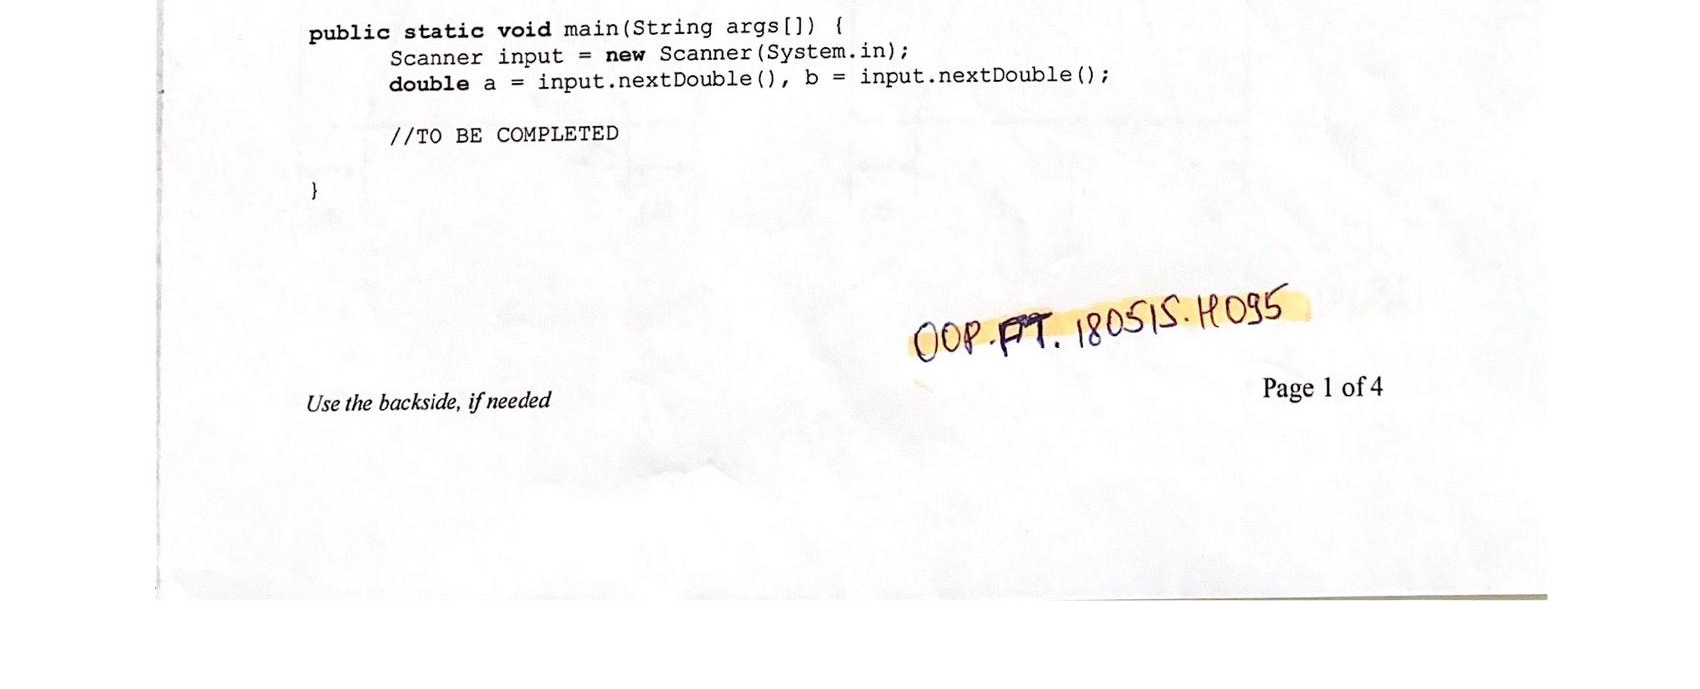 public static void main(String args[]) {
Scanner input = new Scanner(System.in);
double a = input.nextDouble(), b = input.nextDouble();
//TO BE COMPLETED
}
OOP.FT.180515.H095
Use the backside, if needed
Page 1 of 4